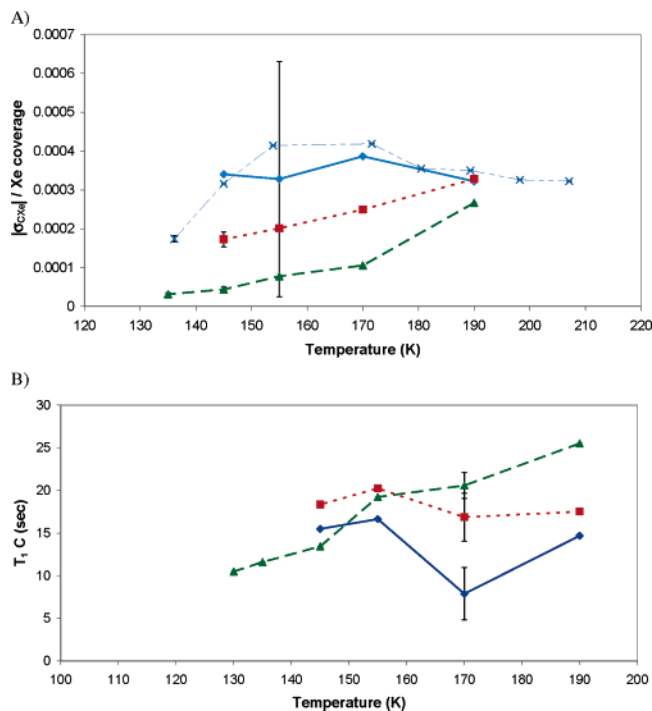 A)
|σCXe| / Xe coverage
0.0007
0.0006
0.0005
0.0004
0.0003
0.0002
0.0001
0
120 130 140 150 160 170 180 190 200 210 220
Temperature (K)
B)
T1 C (sec)
30
25
20
15
10
5
0
100 110 120 130 140 150 160 170 180 190 200
Temperature (K)